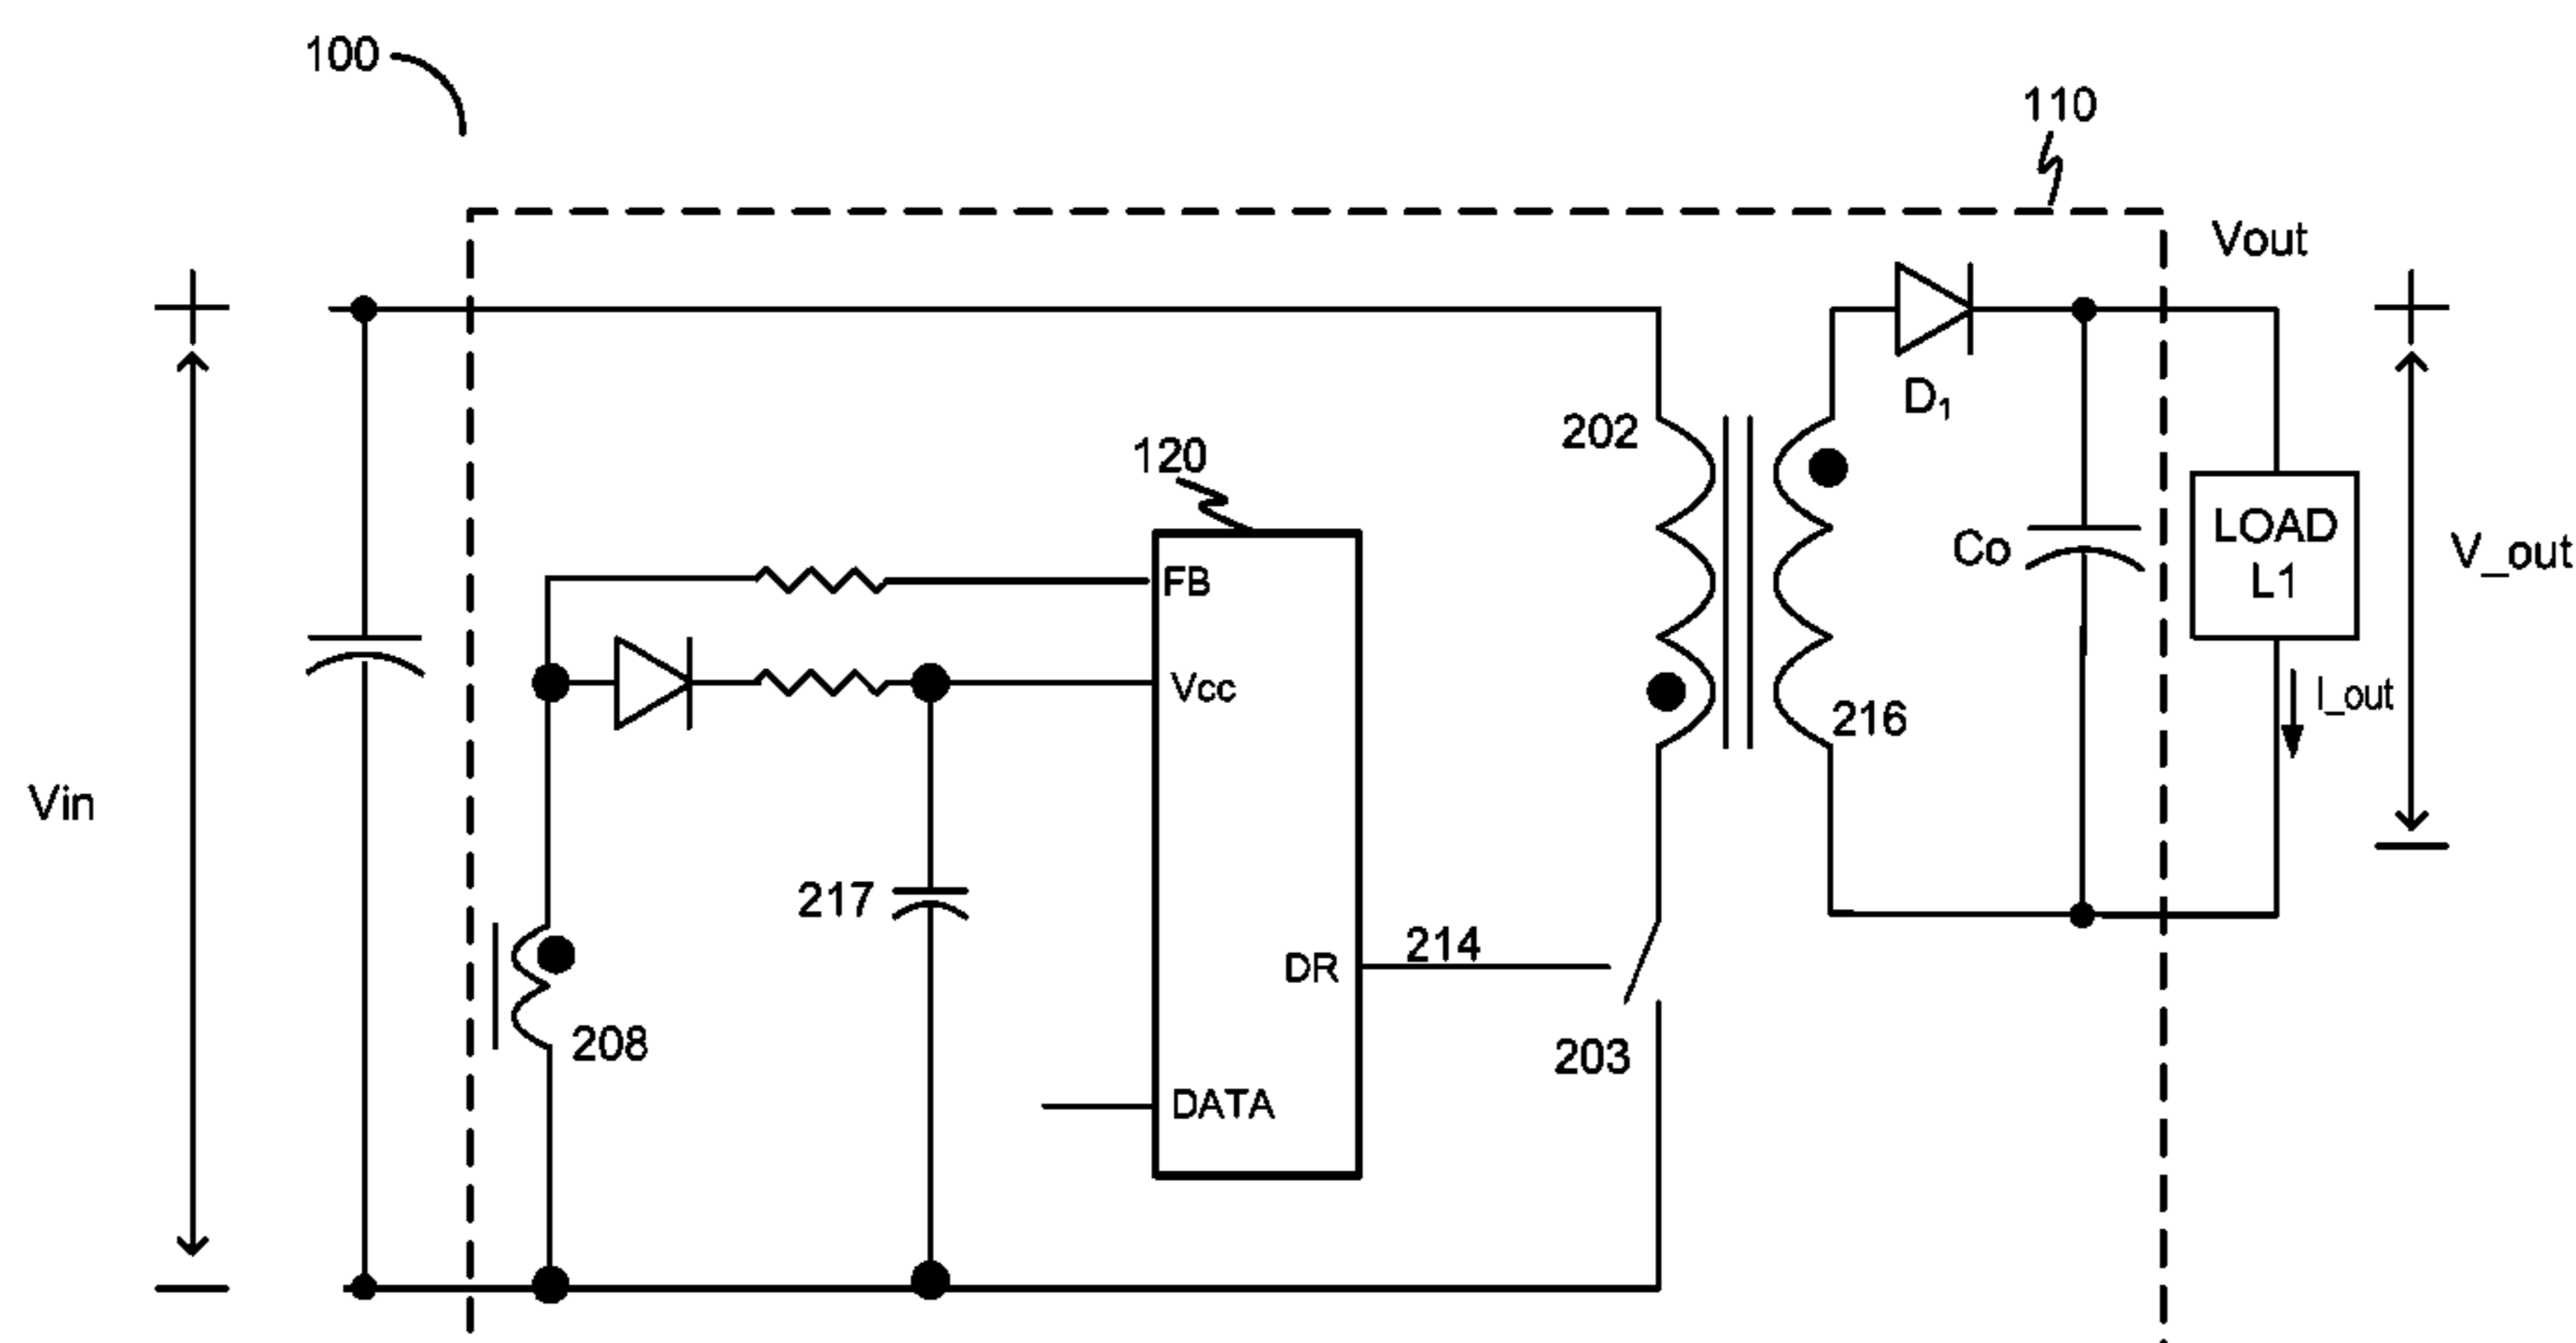 100
110
Vout
D₁
202
120
LOAD
L1
Co
V_out
FB
Vcc
I_out
216
Vin
217
214
DR
203
208
DATA